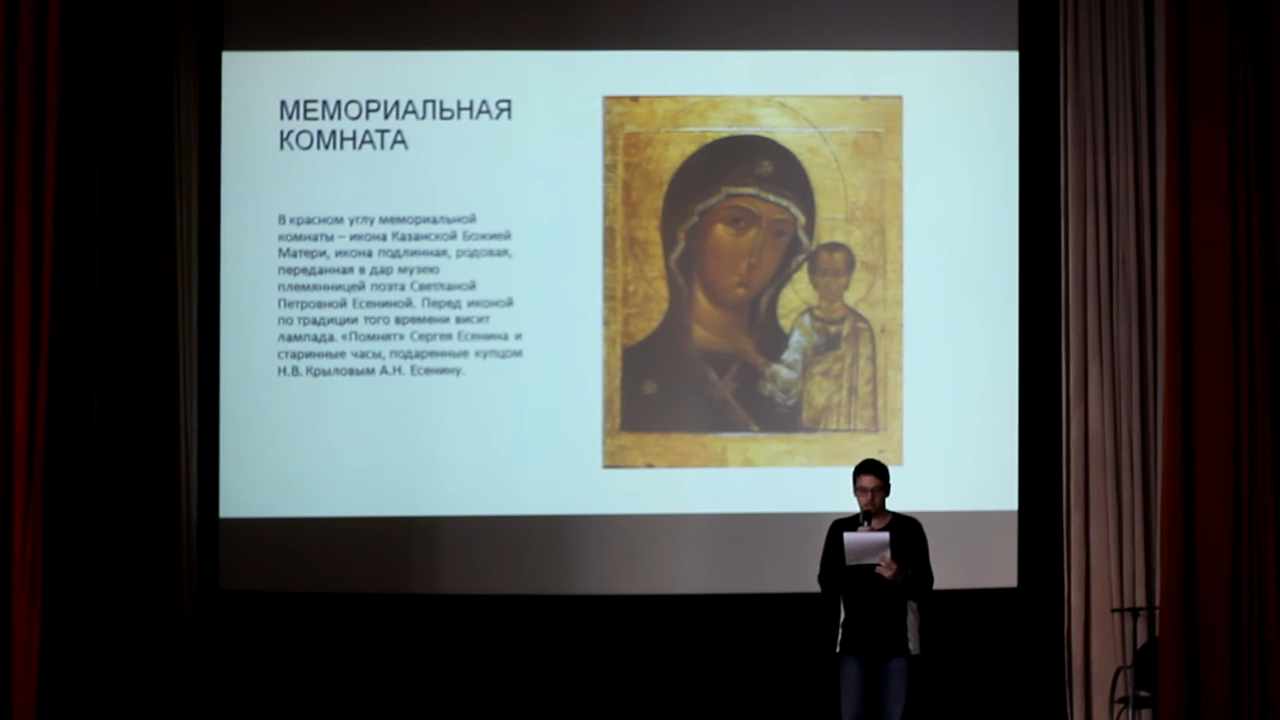 МЕМОРИАЛЬНАЯ
КОМНАТА
В красном углу мемориальной
комнаты – икона Казанской Божией
Матери, икона подлинная, родовая,
переданная в дар музею
племянницей поэта Светланой
Петровной Есениной. Перед иконой
по традиции того времени висит
лампада. «Помнят» Сергея Есенина и
старинные часы, подаренные купцом
Н.В. Крыловым А.Н. Есенину.